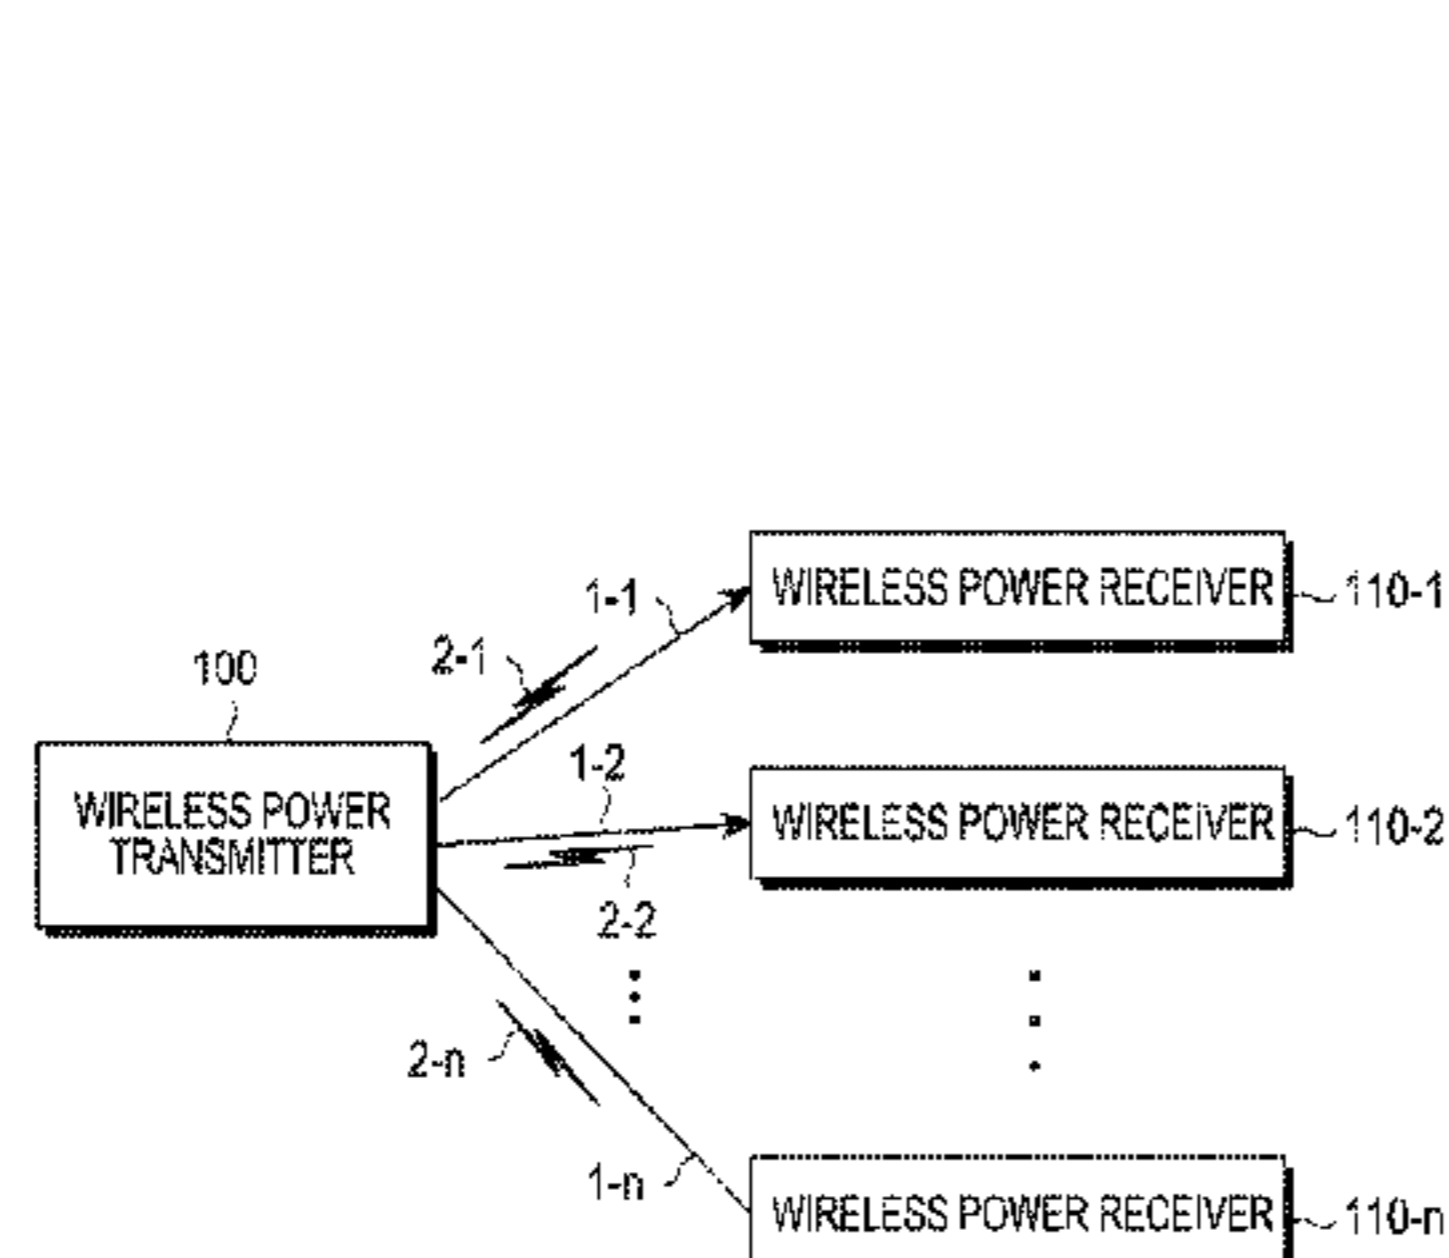 1-1
WIRELESS POWER RECEIVER
110-1
2-1
100
1-2
WIRELESS POWER
TRANSMITTER
WIRELESS POWER RECEIVER
110-2
2-2
2-n
1-n
WIRELESS POWER RECEIVER
110-n